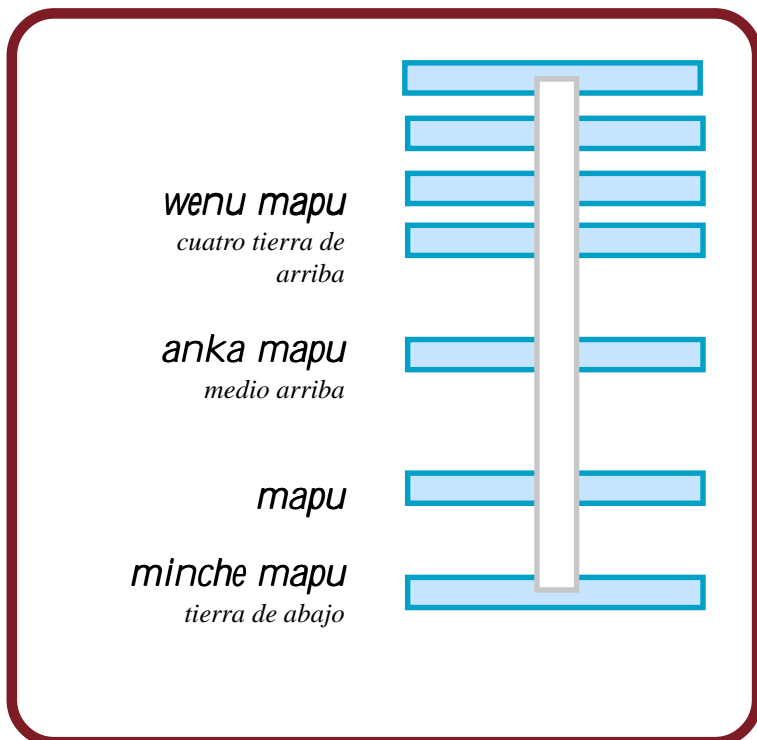 wenu mapu
cuatro tierra de
arriba
anka mapu
medio arriba
mapu
minche mapu
tierra de abajo